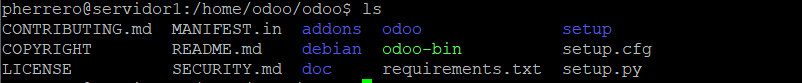 pherrero@servidor1:/home/odoo/odoo$ ls
CONTRIBUTING.md MANIFEST.in addons odoo setup
COPYRIGHT README.md debian odoo-bin setup.cfg
LICENSE SECURITY.md doc requirements.txt setup.py